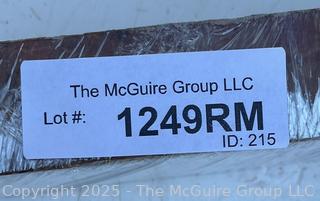 The McGuire Group LLC
Lot #: 1249RM
ID: 215
Copyright 2025 - The McGuire Group LLC